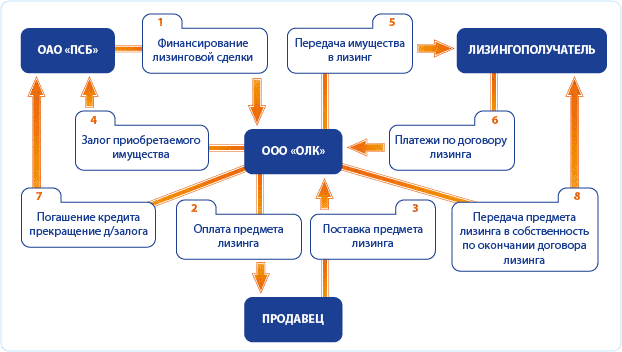 1
5
ОАО «ПСБ»
Финансирование
лизинговой сделки
Передача имущества
в лизинг
ЛИЗИНГОПОЛУЧАТЕЛЬ
4
Залог приобретаемого
имущества
ООО «ОЛК»
6
Платежи по договору
лизинга
7
Погашение кредита
прекращение д/залога
2
Оплата предмета
лизинга
3
Поставка предмета
лизинга
8
Передача предмета
лизинга в собственность
по окончании договора
лизинга
ПРОДАВЕЦ